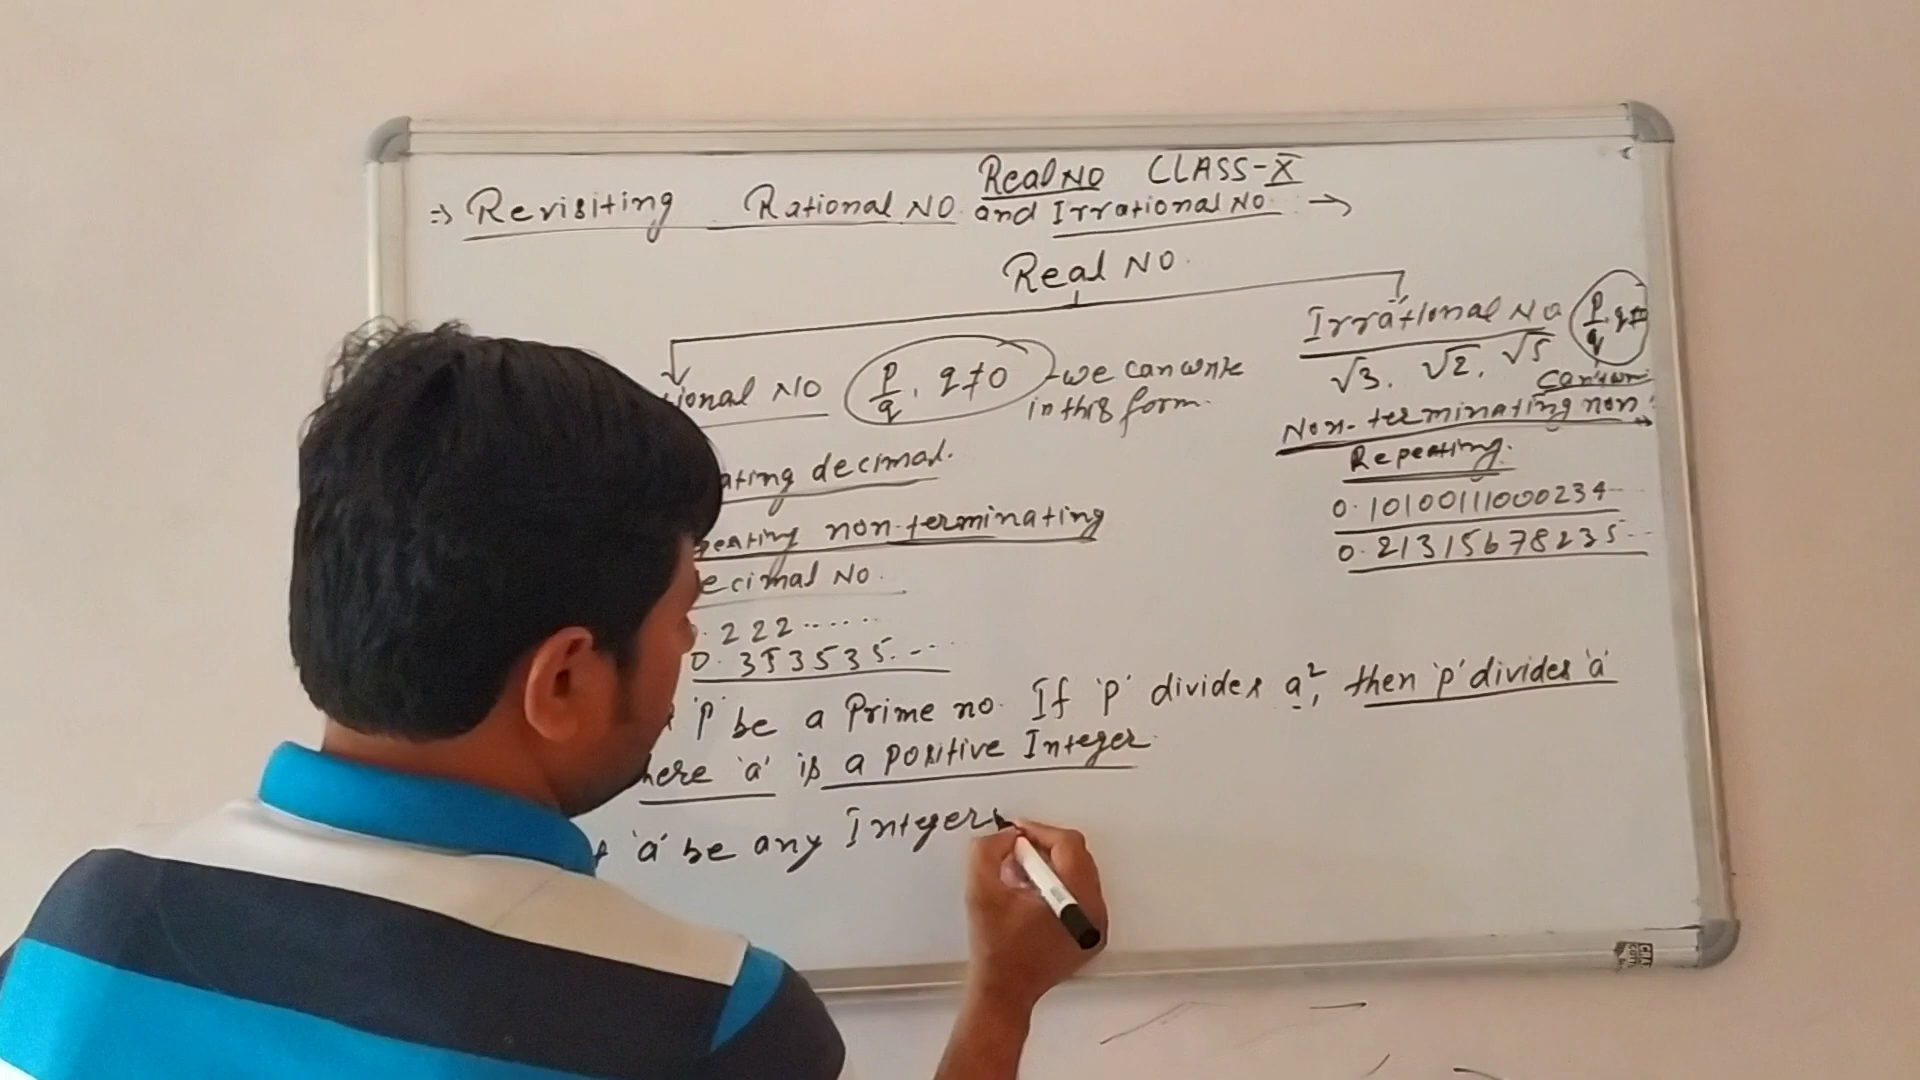 Real NO CLASS-X
⇒ Revisiting Rational NO. and Irrational NO. →
Real NO.
Irrational No p/q, q≠
√3. √2, √5
ional NO p/q, q≠0 - we can write
in this form.
Non-terminating non
Repeating.
ating decimal.
0.10100111000234...
eating non-terminating
0.21315678235...
ecimal NO.
.222......
0.353535....
'P' be a Prime no. If 'p' divides a², then 'p' divides 'a'
here 'a' is a positive Integer.
'a' be any Integer